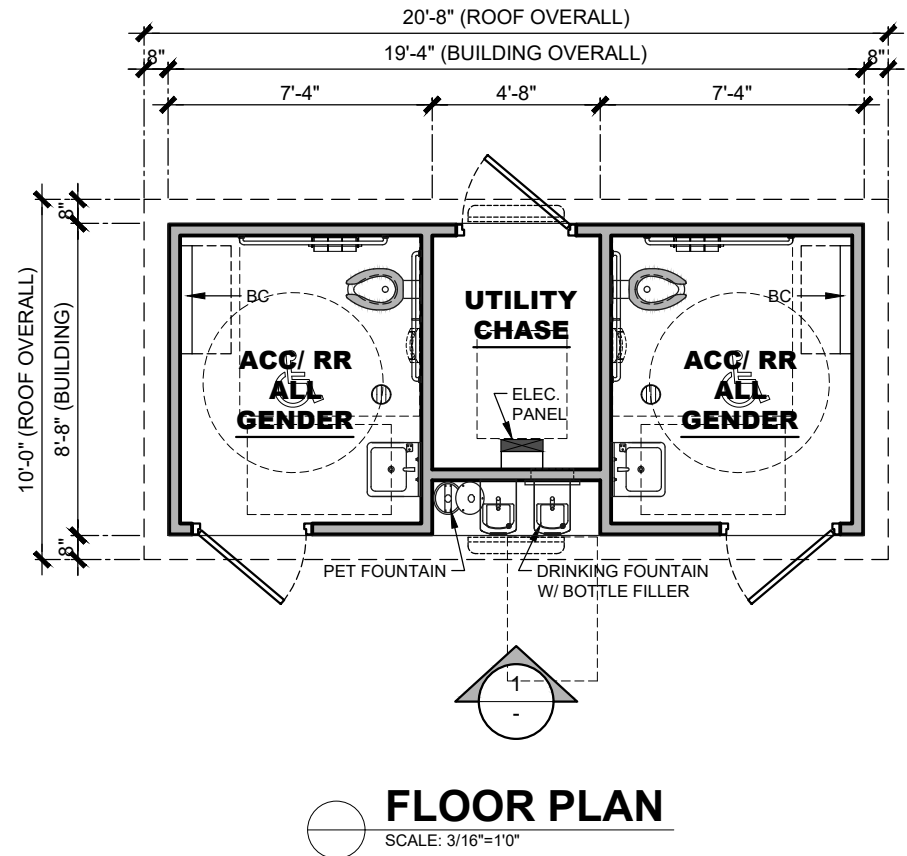 20'-8" (ROOF OVERALL)
8"
19'-4" (BUILDING OVERALL)
8"
7'-4"
4'-8"
7'-4"
10'-0" (ROOF OVERALL)
8'-8" (BUILDING)
8"
8"
BC
UTILITY
CHASE
BC
ACC/ RR
ALL
GENDER
ELEC.
PANEL
ACC/ RR
ALL
GENDER
PET FOUNTAIN
DRINKING FOUNTAIN
W/ BOTTLE FILLER
1
-
FLOOR PLAN
SCALE: 3/16"=1'0"